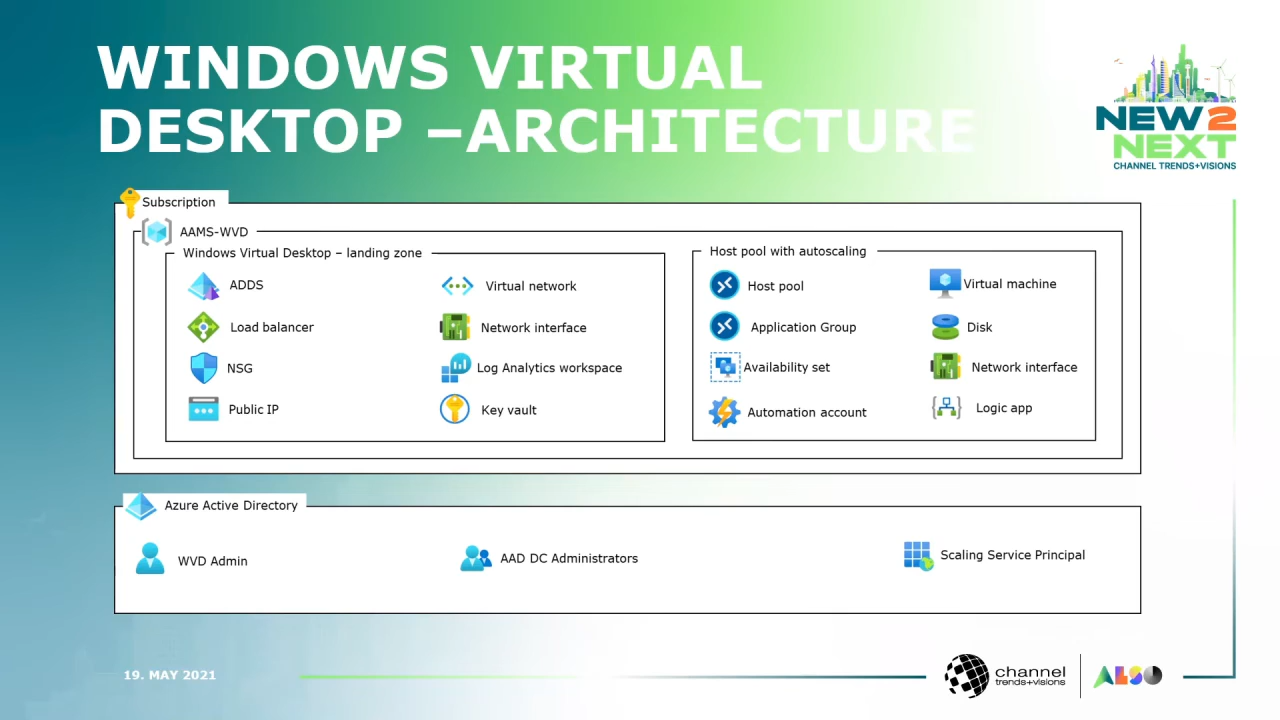 WINDOWS VIRTUAL
DESKTOP –ARCHITECTURE
NEW2
NEXT
CHANNEL TRENDS+VISIONS
Subscription
AAMS-WVD
Windows Virtual Desktop – landing zone
ADDS
Virtual network
Load balancer
Network interface
NSG
Log Analytics workspace
Public IP
Key vault
Host pool with autoscaling
Host pool
Virtual machine
Application Group
Disk
Availability set
Network interface
Automation account
Logic app
Azure Active Directory
WVD Admin
AAD DC Administrators
Scaling Service Principal
19. MAY 2021
channel
trends+visions
ALSO